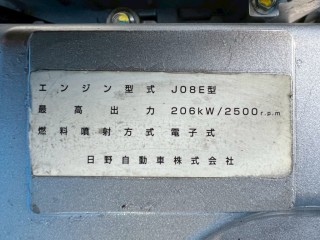 エンジン型式 J08E型
最高出力 206kW/2500r.p.m
燃料噴射方式 電子式
日野自動車株式会社